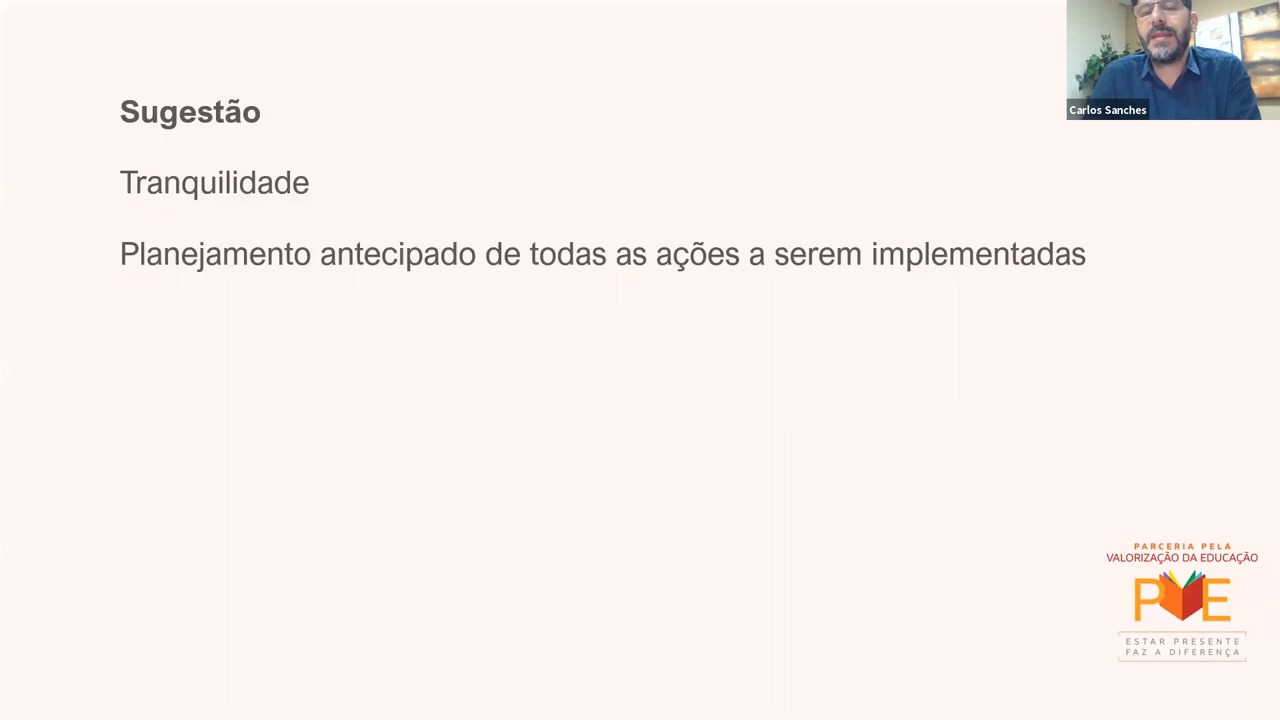 Sugestão
Tranquilidade
Planejamento antecipado de todas as ações a serem implementadas
Carlos Sanches
PARCERIA PELA
VALORIZAÇÃO DA EDUCAÇÃO
PVE
ESTAR PRESENTE
FAZ A DIFERENÇA